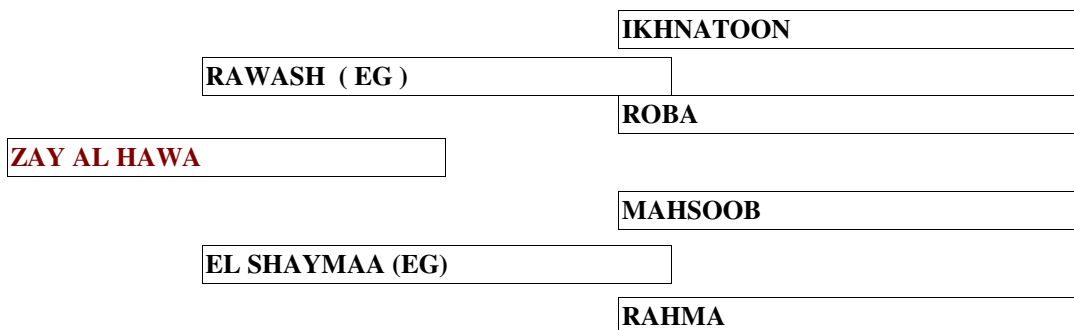 IKHNATOON
RAWASH ( EG )
ROBA
ZAY AL HAWA
MAHSOOB
EL SHAYMAA (EG)
RAHMA